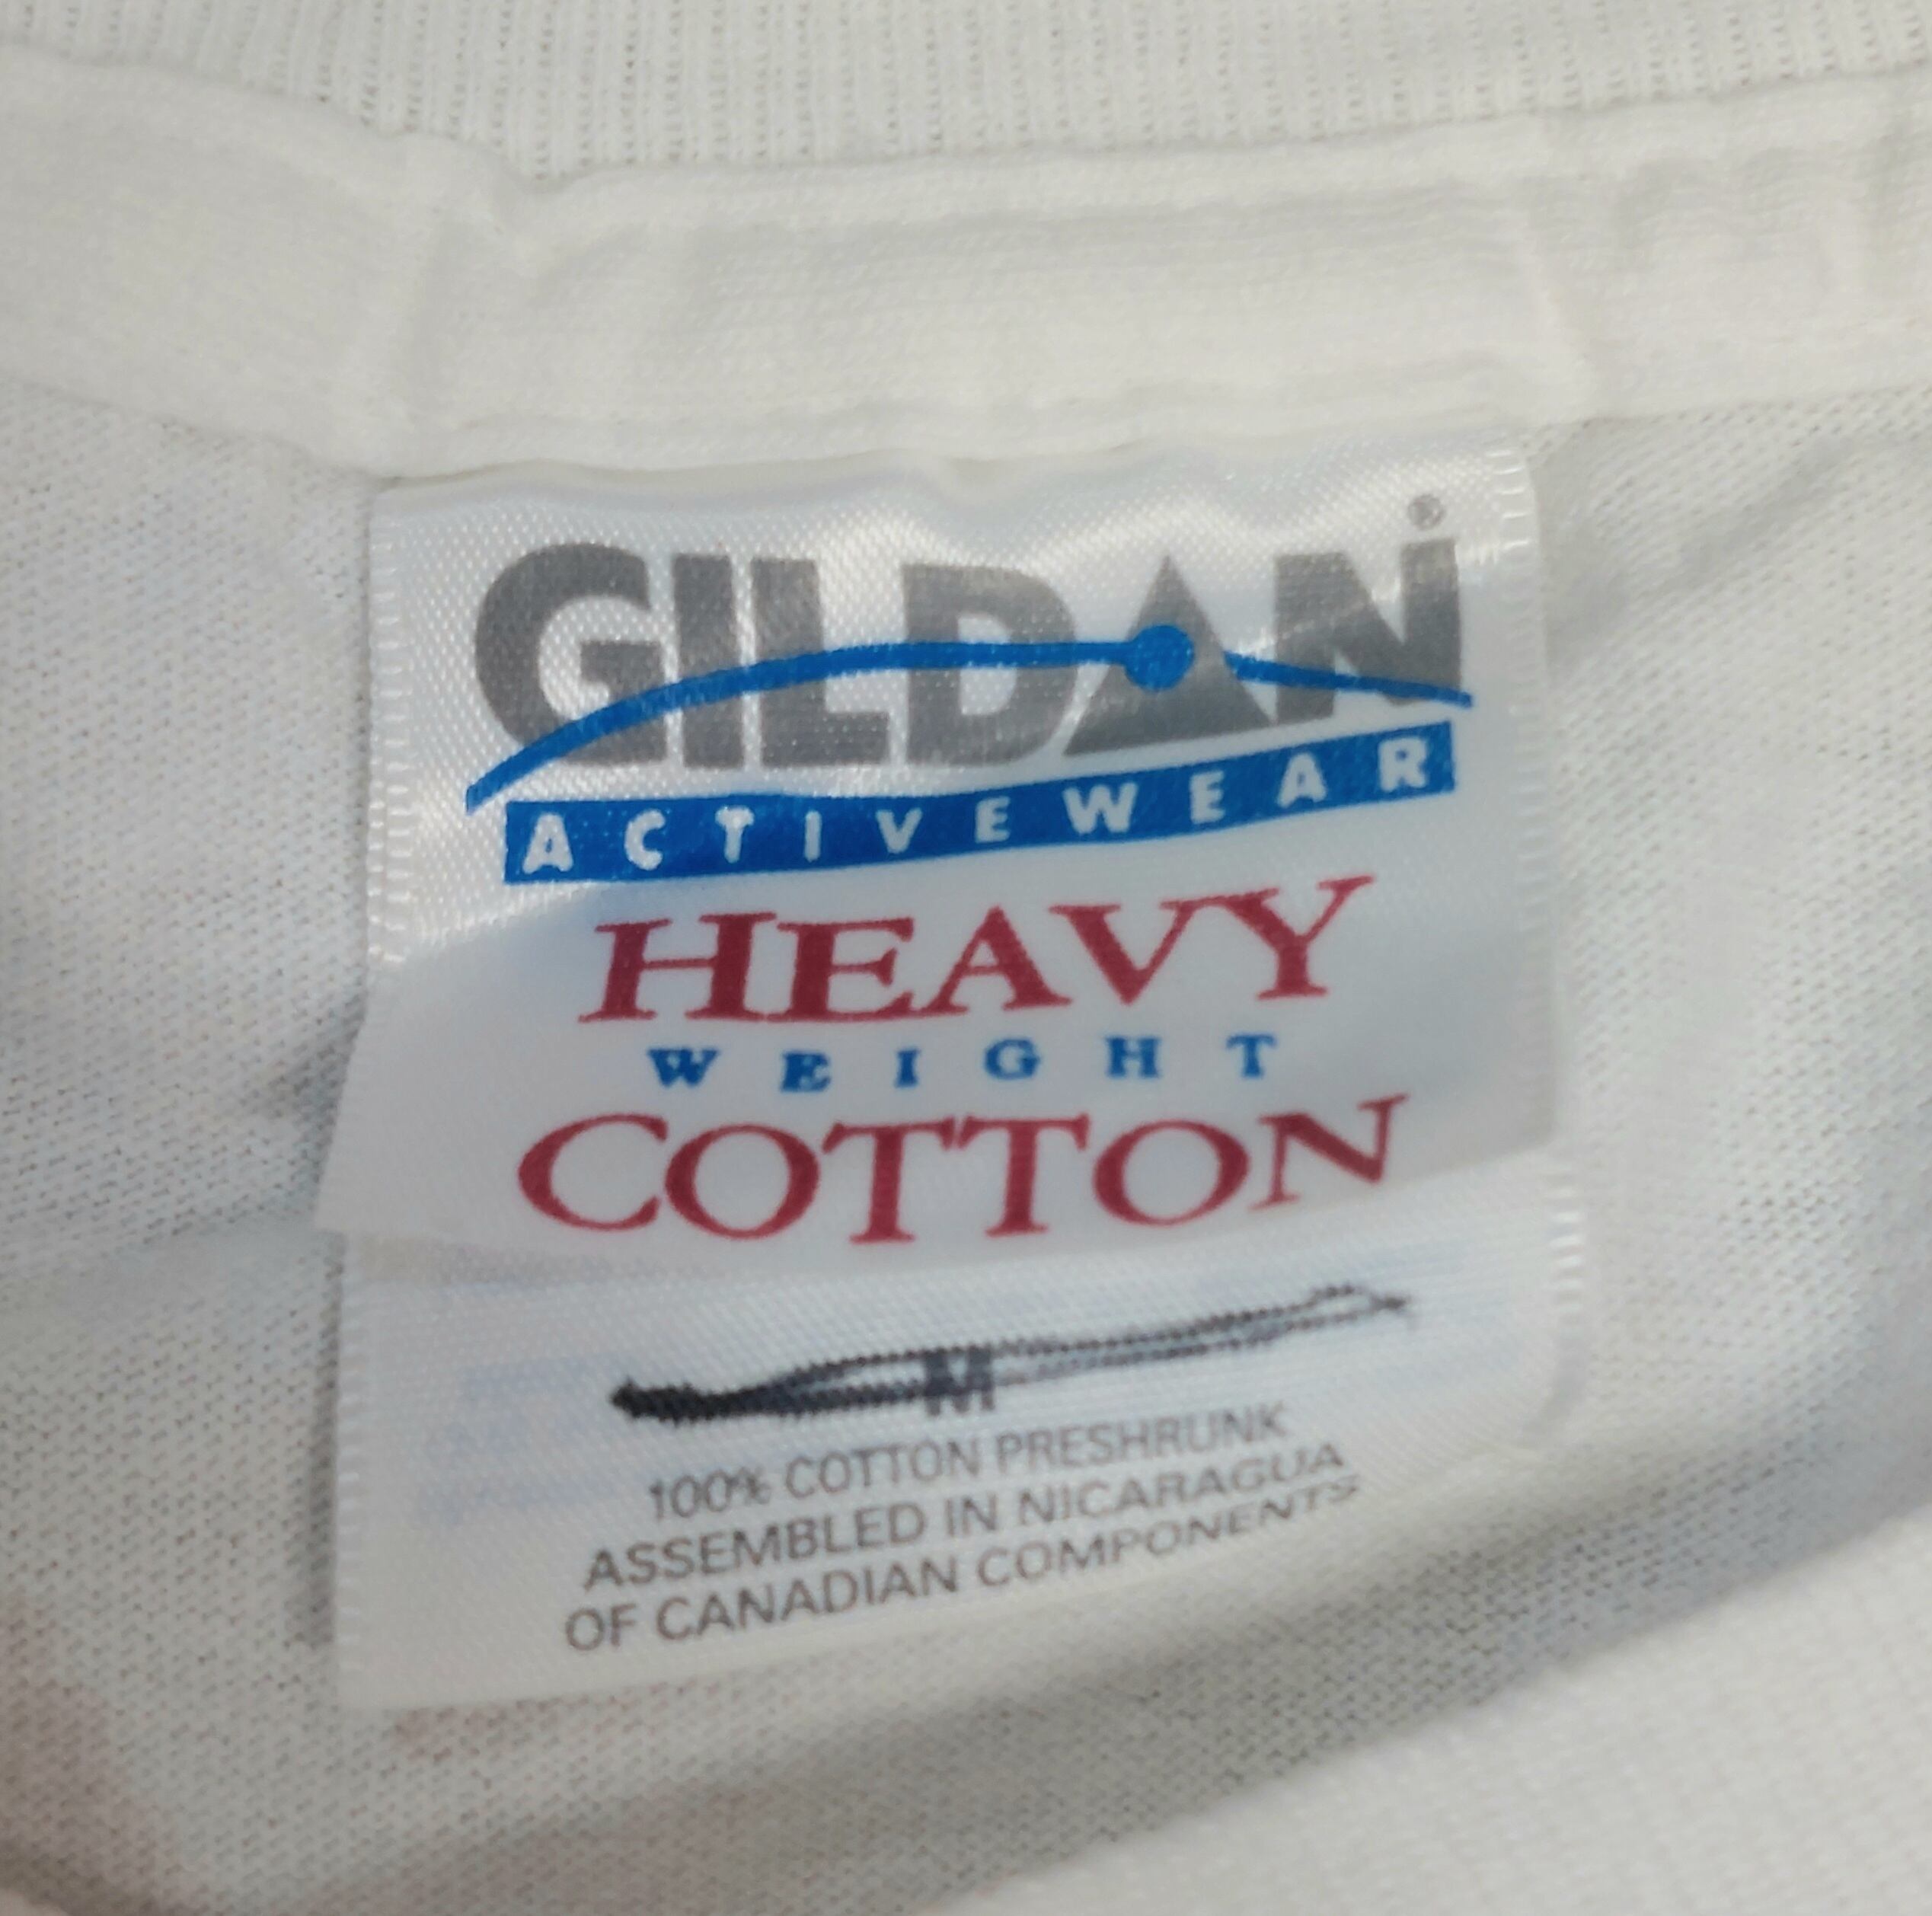 GILDAN®
ACTIVEWEAR
HEAVY
WEIGHT
COTTON
M
100% COTTON PRESHRUNK
ASSEMBLED IN NICARAGUA
OF CANADIAN COMPONENTS